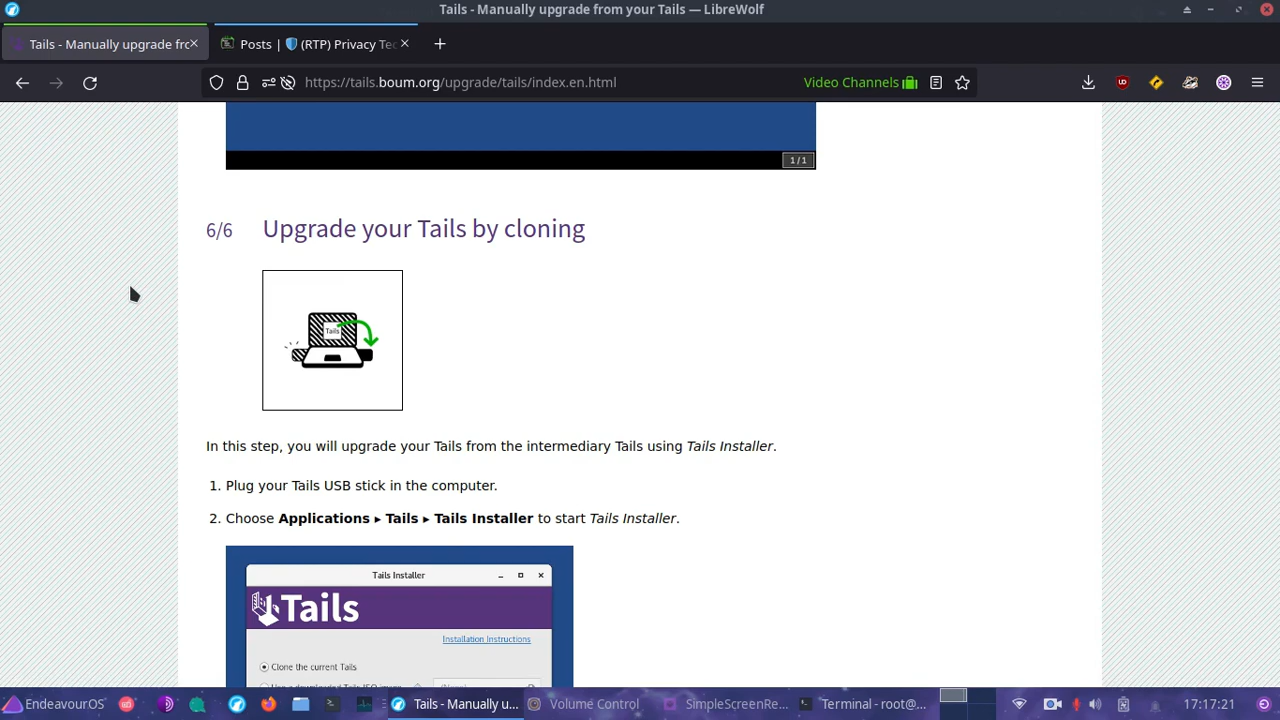 Tails - Manually upgrade from your Tails — LibreWolf
Tails - Manually upgrade frc
Posts | (RTP) Privacy Tec
https://tails.boum.org/upgrade/tails/index.en.html
Video Channels
1 / 1
6/6 Upgrade your Tails by cloning
Tails
In this step, you will upgrade your Tails from the intermediary Tails using Tails Installer.
1. Plug your Tails USB stick in the computer.
2. Choose Applications ▸ Tails ▸ Tails Installer to start Tails Installer.
Tails Installer
Tails
Installation Instructions
Clone the current Tails
EndeavourOS
Tails - Manually u...
Volume Control
SimpleScreenRe...
`Terminal - root@...
17:17:21